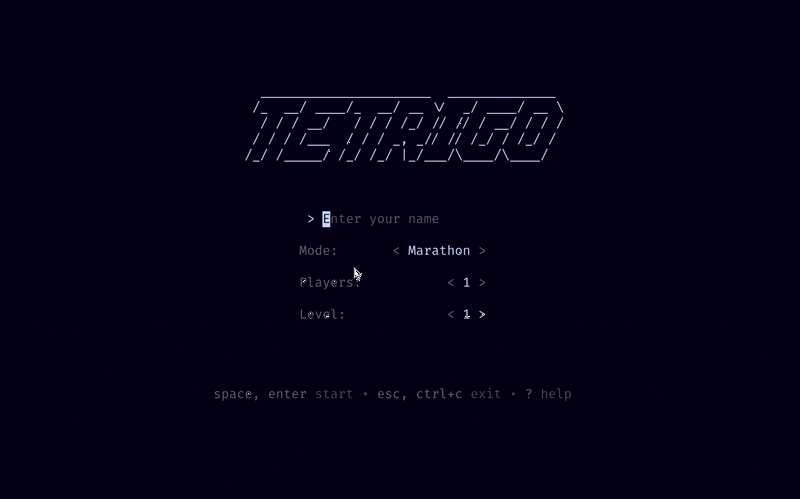 TETRIGO
> Enter your name
Mode: < Marathon >
Players: < 1 >
Level: < 1 >
space, enter start • esc, ctrl+c exit • ? help